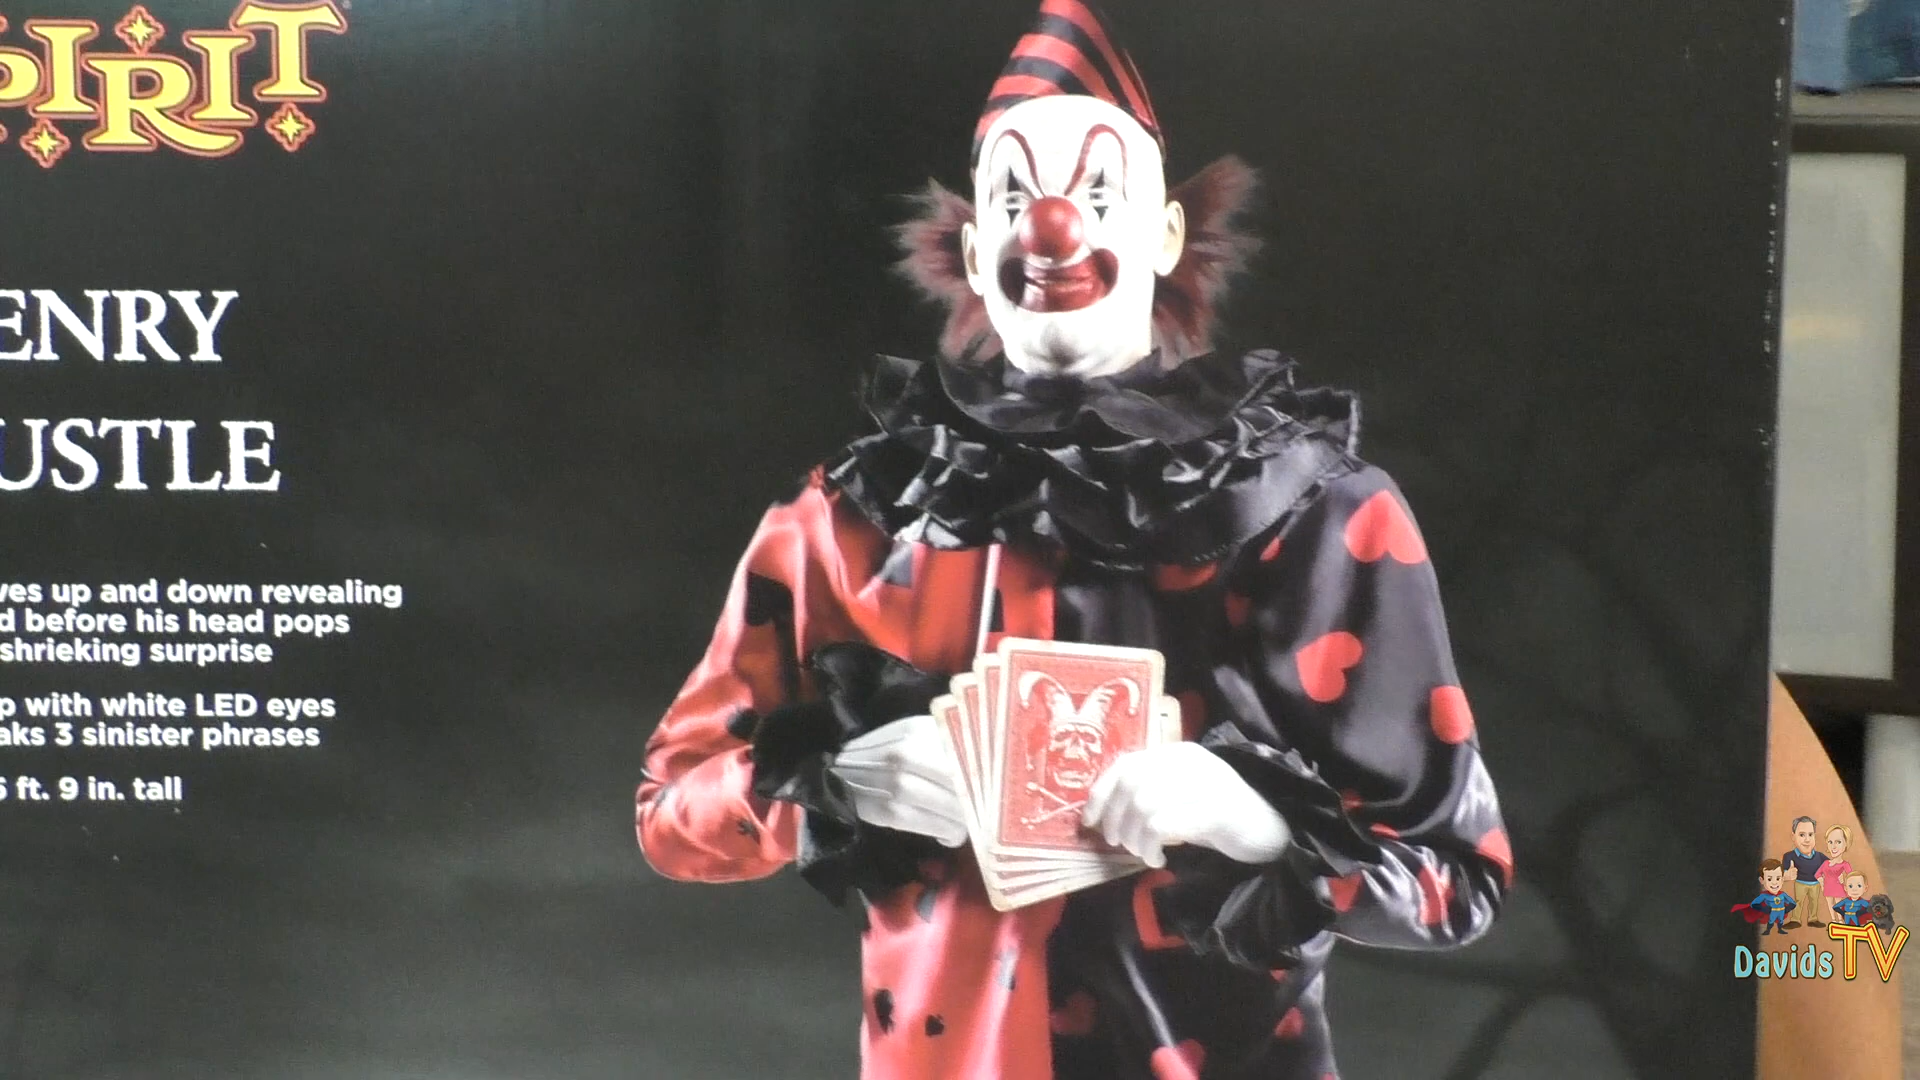 PIRIT
ENRY
USTLE
ves up and down revealing
d before his head pops
shrieking surprise
p with white LED eyes
aks 3 sinister phrases
ft. 9 in. tall
Davids TV